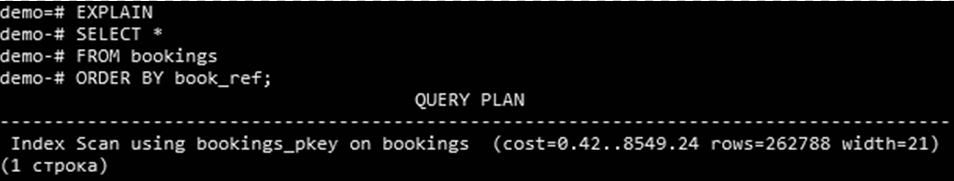 demo=# EXPLAIN
demo-# SELECT *
demo-# FROM bookings
demo-# ORDER BY book_ref;
QUERY PLAN
--------------------------------------------------------------------------------
Index Scan using bookings_pkey on bookings  (cost=0.42..8549.24 rows=262788 width=21)
(1 строка)